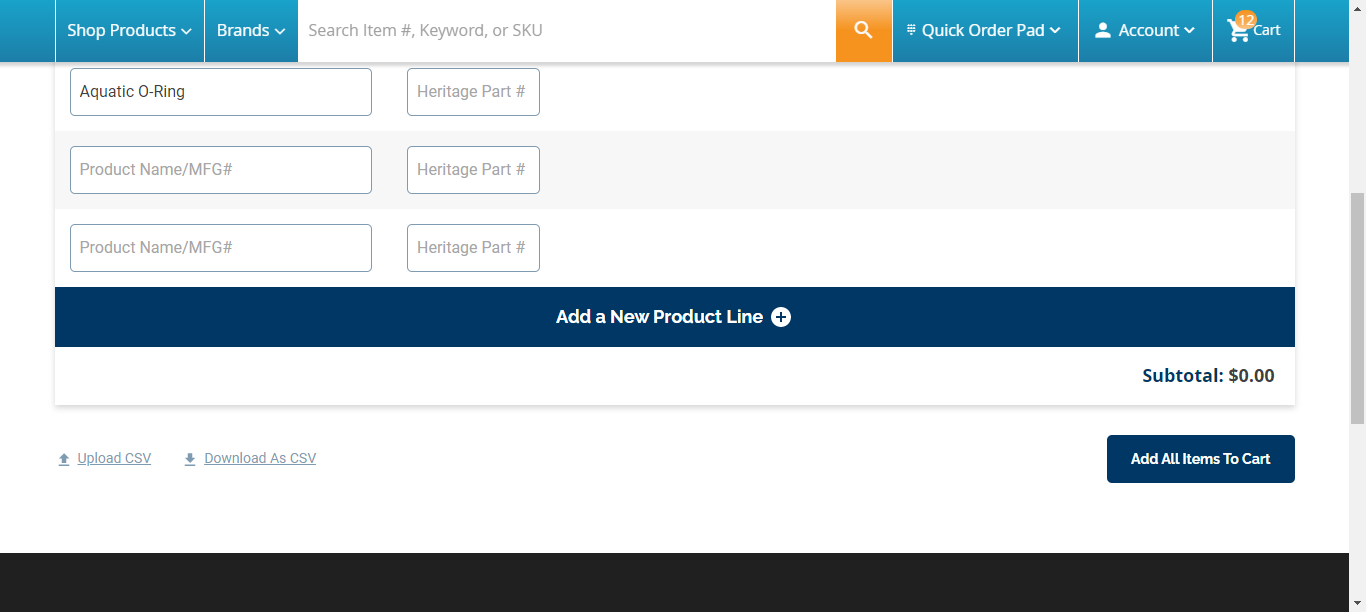 Shop Products
Brands
Search Item #, Keyword, or SKU
Quick Order Pad
Account
12
Cart
Aquatic O-Ring
Heritage Part #
Product Name/MFG#
Heritage Part #
Product Name/MFG#
Heritage Part #
Add a New Product Line
Subtotal: $0.00
Upload CSV
Download As CSV
Add All Items To Cart